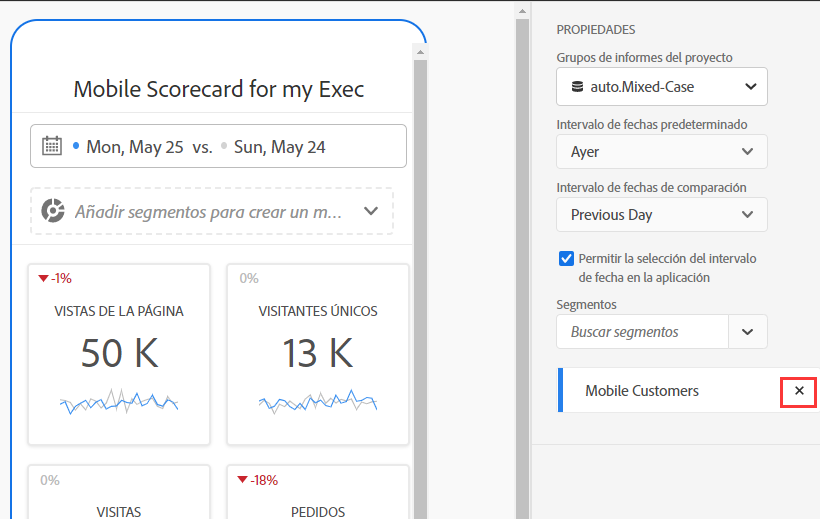 Mobile Scorecard for my Exec
Mon, May 25 vs. Sun, May 24
Añadir segmentos para crear un m...
-1%
VISTAS DE LA PÁGINA
50 K
0%
VISITANTES ÚNICOS
13 K
0%
VISITAS
-18%
PEDIDOS
PROPIEDADES
Grupos de informes del proyecto
auto.Mixed-Case
Intervalo de fechas predeterminado
Ayer
Intervalo de fechas de comparación
Previous Day
Permitir la selección del intervalo
de fecha en la aplicación
Segmentos
Buscar segmentos
Mobile Customers